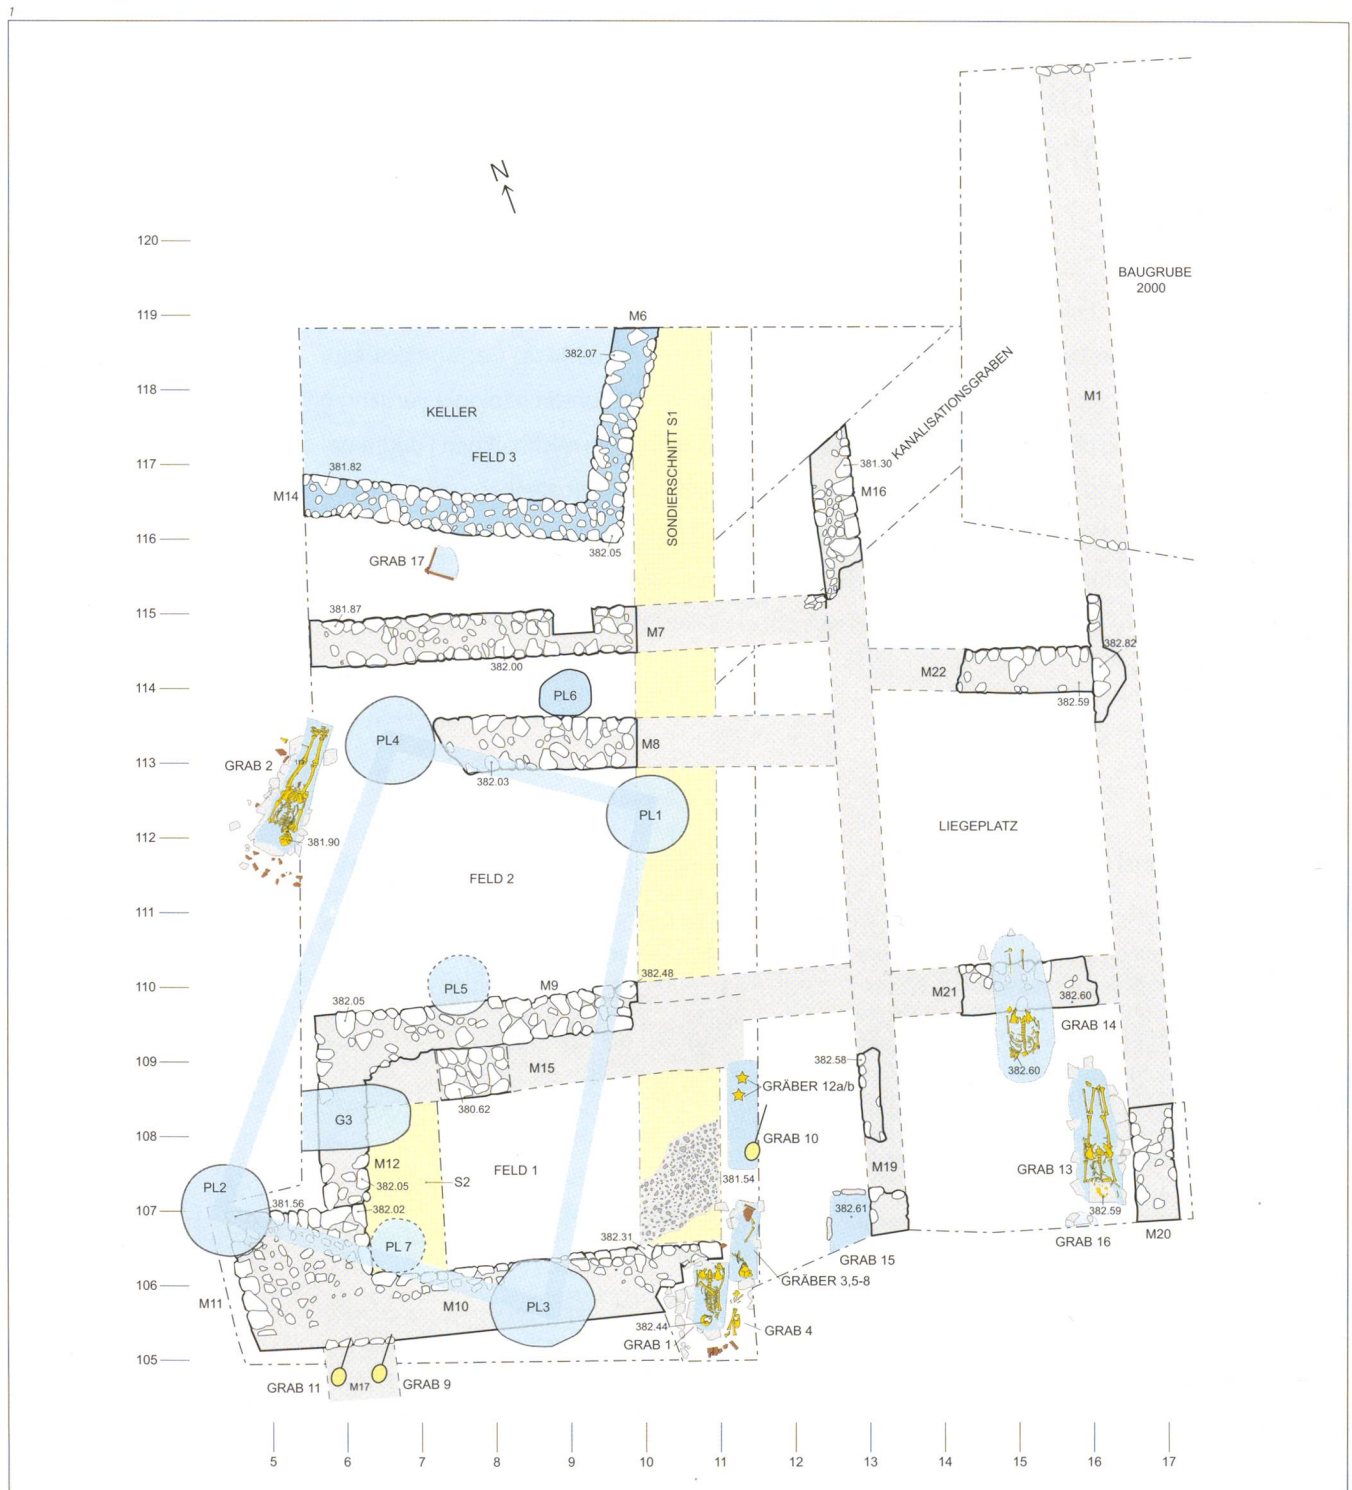 1
N
120
BAUGRUBE
2000
119
M6
382.07
118
M1
KELLER
KANALISATIONSGRABEN
SONDIERSCHNITT S1
FELD 3
117
381.82
381.30
M14
M16
116
382.05
GRAB 17
115
381.87
M7
382.00
382.82
M22
114
PL6
382.59
PL4
M8
113
GRAB 2
382.03
PL1
112
381.90
LIEGEPLATZ
FELD 2
111
382.48
110
PL5
M9
M21
382.60
382.05
GRAB 14
109
M15
382.58
382.60
GRÄBER 12a/b
380.62
G3
108
GRAB 10
M12
FELD 1
M19
GRAB 13
382.05
S2
381.54
PL2
381.56
107
382.02
382.61
382.59
M20
PL 7
382.31
GRAB 15
GRAB 16
106
GRÄBER 3,5-8
M11
M10
PL3
382.44
GRAB 4
GRAB 1
105
GRAB 11
M17
GRAB 9
5 6 7 8 9 10 11 12 13 14 15 16 17